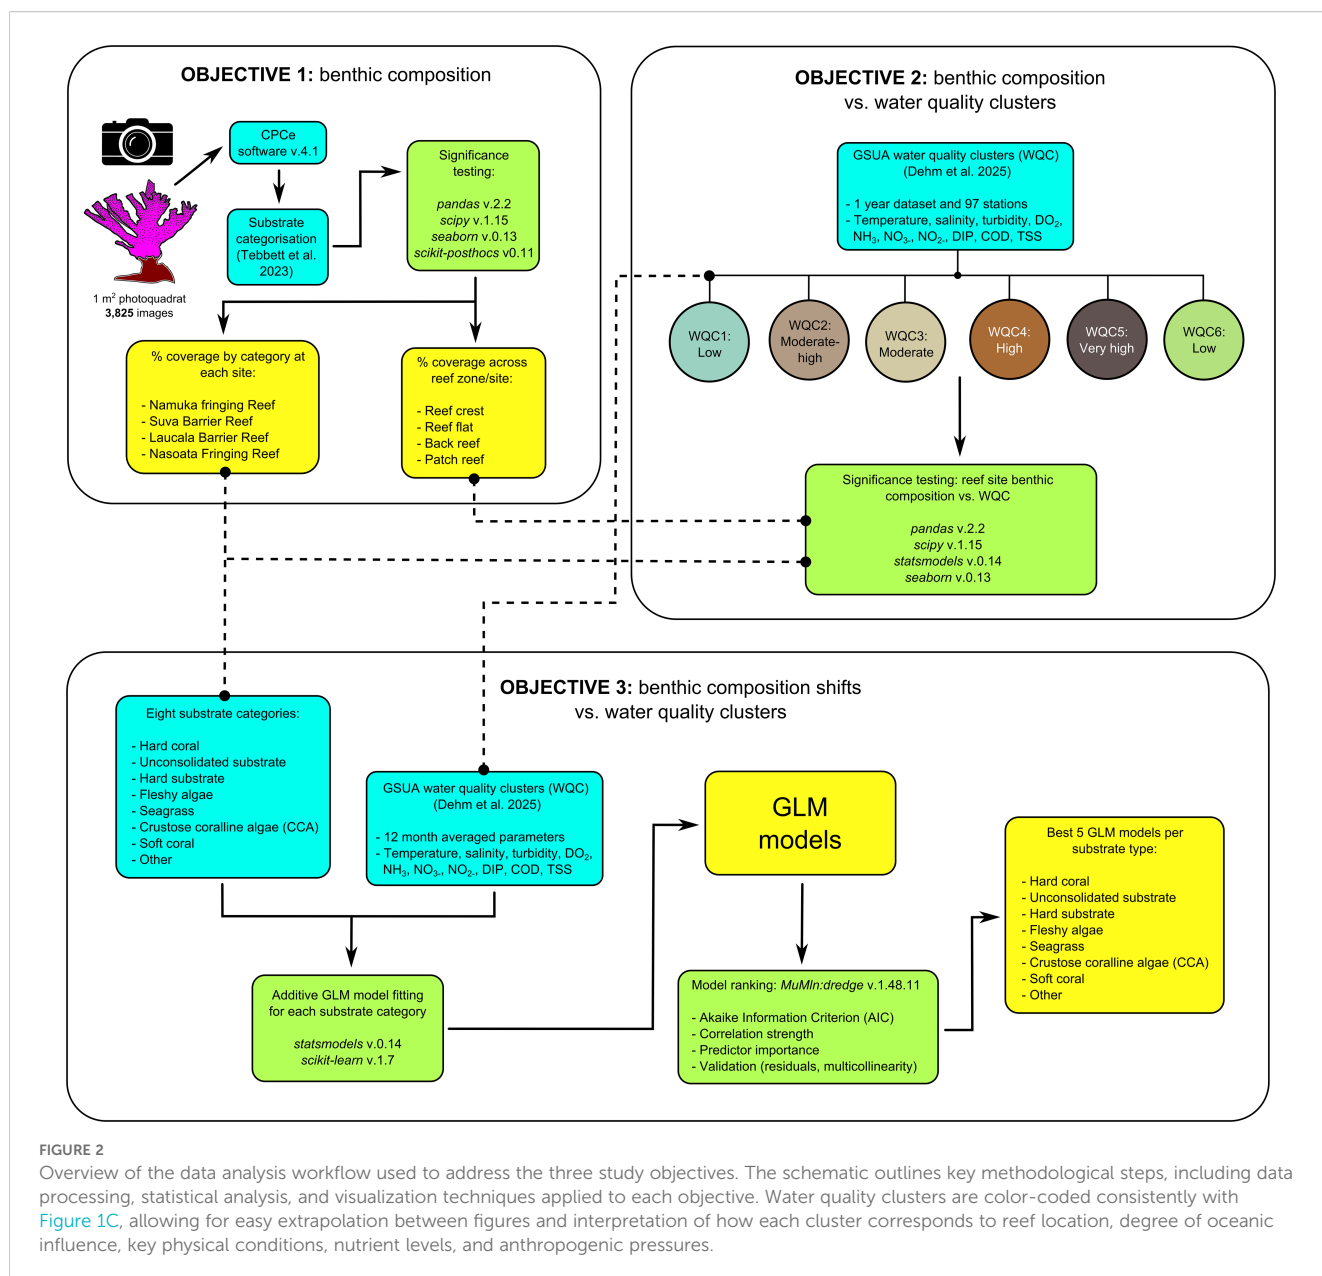 OBJECTIVE 1: benthic composition
CPCe
software v.4.1
Substrate
categorisation
(Tebbett et al.
2023)
1 m2 photoquadrat
3,825 images
Significance
testing:
pandas v.2.2
scipy v.1.15
seaborn v.0.13
scikit-posthocs v0.11
% coverage by category at
each site:
- Namuka fringing Reef
- Suva Barrier Reef
- Laucala Barrier Reef
- Nasoata Fringing Reef
% coverage across
reef zone/site:
- Reef crest
- Reef flat
- Back reef
- Patch reef
OBJECTIVE 2: benthic composition
vs. water quality clusters
GSUA water quality clusters (WQC)
(Dehm et al. 2025)
- 1 year dataset and 97 stations
- Temperature, salinity, turbidity, DO2,
NH3, NO3-, NO2-, DIP, COD, TSS
WQC1:
Low
WQC2:
Moderate-
high
WQC3:
Moderate
WQC4:
High
WQC5:
Very high
WQC6:
Low
Significance testing: reef site benthic
composition vs. WQC
pandas v.2.2
scipy v.1.15
statsmodels v.0.14
seaborn v.0.13
OBJECTIVE 3: benthic composition shifts
vs. water quality clusters
Eight substrate categories:
- Hard coral
- Unconsolidated substrate
- Hard substrate
- Fleshy algae
- Seagrass
- Crustose coralline algae (CCA)
- Soft coral
- Other
GSUA water quality clusters (WQC)
(Dehm et al. 2025)
- 12 month averaged parameters
- Temperature, salinity, turbidity, DO2,
NH3, NO3-, NO2-, DIP, COD, TSS
Additive GLM model fitting
for each substrate category
statsmodels v.0.14
scikit-learn v.1.7
GLM
models
Model ranking: MuMIn:dredge v.1.48.11
- Akaike Information Criterion (AIC)
- Correlation strength
- Predictor importance
- Validation (residuals, multicollinearity)
Best 5 GLM models per
substrate type:
- Hard coral
- Unconsolidated substrate
- Hard substrate
- Fleshy algae
- Seagrass
- Crustose coralline algae (CCA)
- Soft coral
- Other
FIGURE 2
Overview of the data analysis workflow used to address the three study objectives. The schematic outlines key methodological steps, including data
processing, statistical analysis, and visualization techniques applied to each objective. Water quality clusters are color-coded consistently with
Figure 1C, allowing for easy extrapolation between figures and interpretation of how each cluster corresponds to reef location, degree of oceanic
influence, key physical conditions, nutrient levels, and anthropogenic pressures.